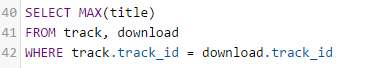 40 SELECT MAX(title)
41 FROM track, download
42 WHERE track.track_id = download.track_id